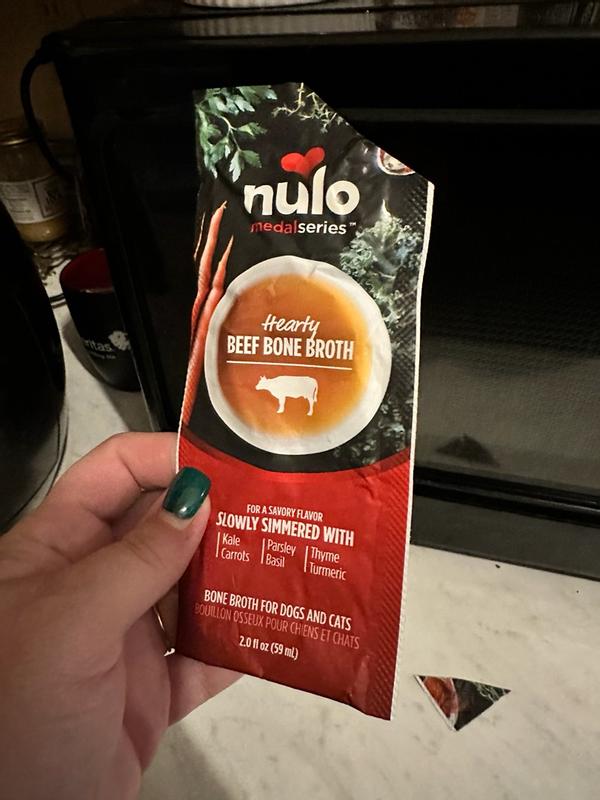 nulo
medalseries™
Hearty
BEEF BONE BROTH
FOR A SAVORY FLAVOR
SLOWLY SIMMERED WITH
Kale
Carrots
Parsley
Basil
Thyme
Turmeric
BONE BROTH FOR DOGS AND CATS
BOUILLON OSSEUX POUR CHIENS ET CHATS
2.0 fl oz (59 mL)